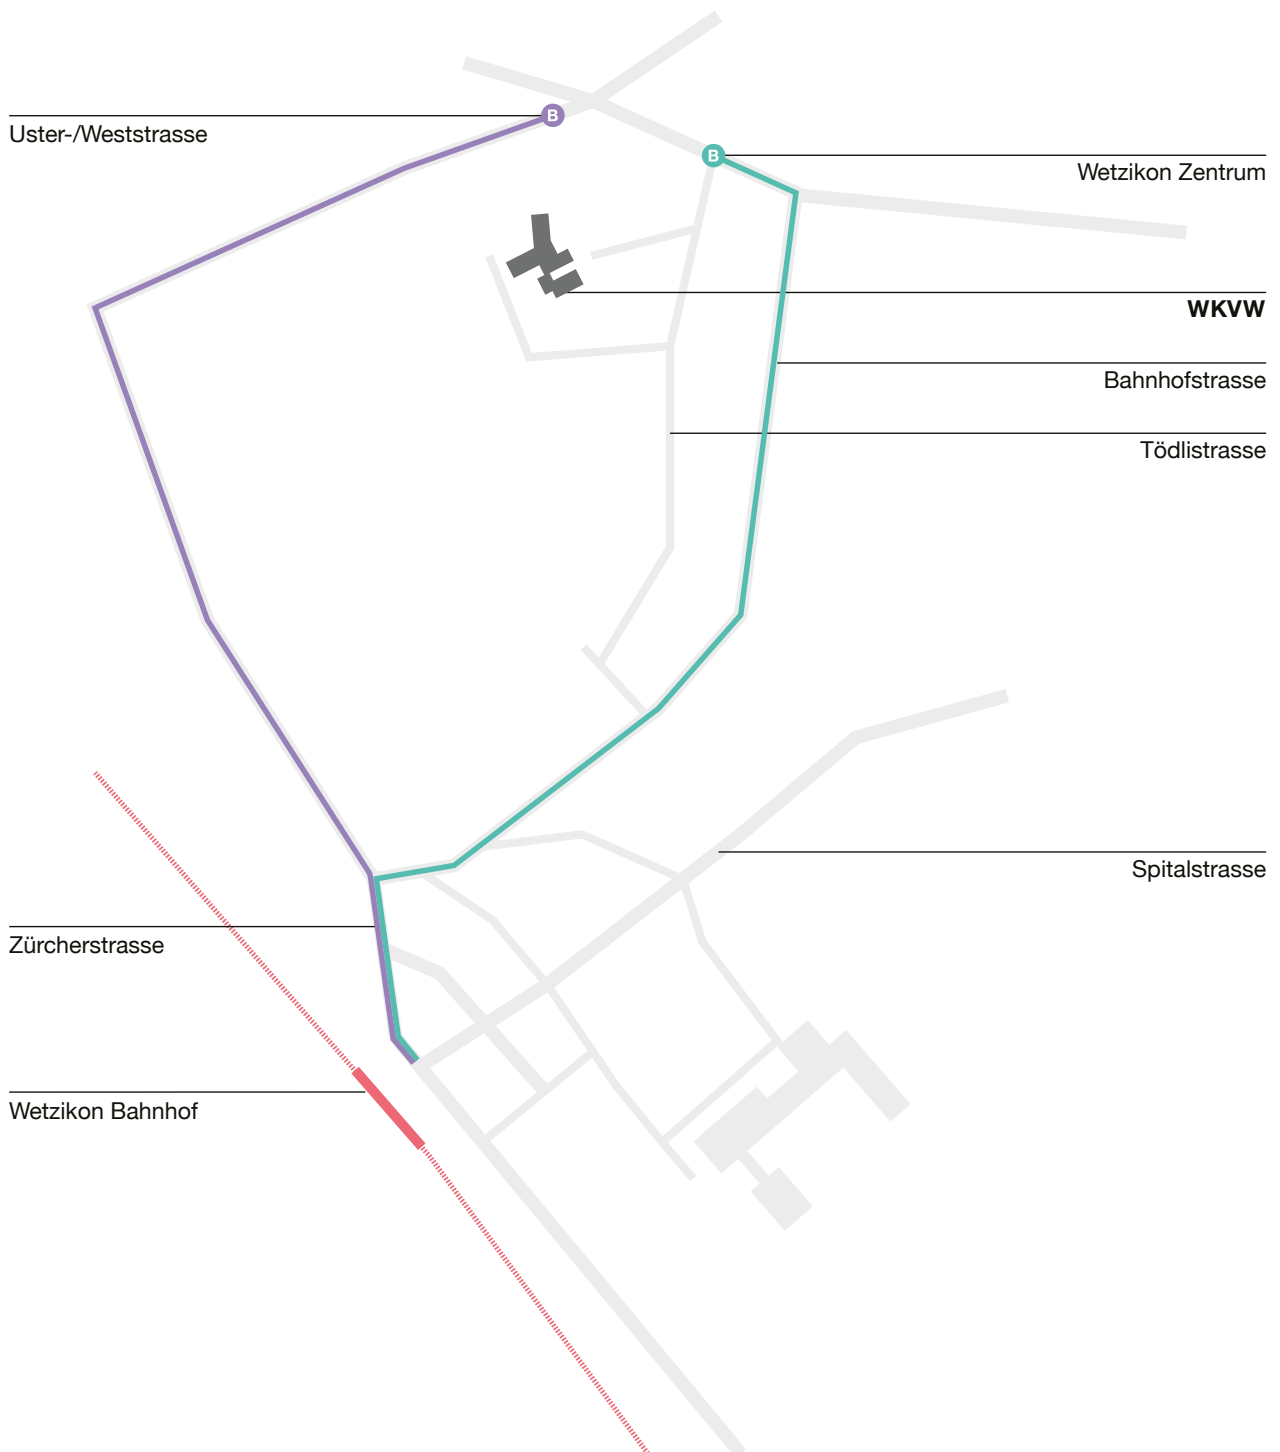 B
Uster-/Weststrasse
B
Wetzikon Zentrum
WKVW
Bahnhofstrasse
Tödlistrasse
Spitalstrasse
Zürcherstrasse
Wetzikon Bahnhof